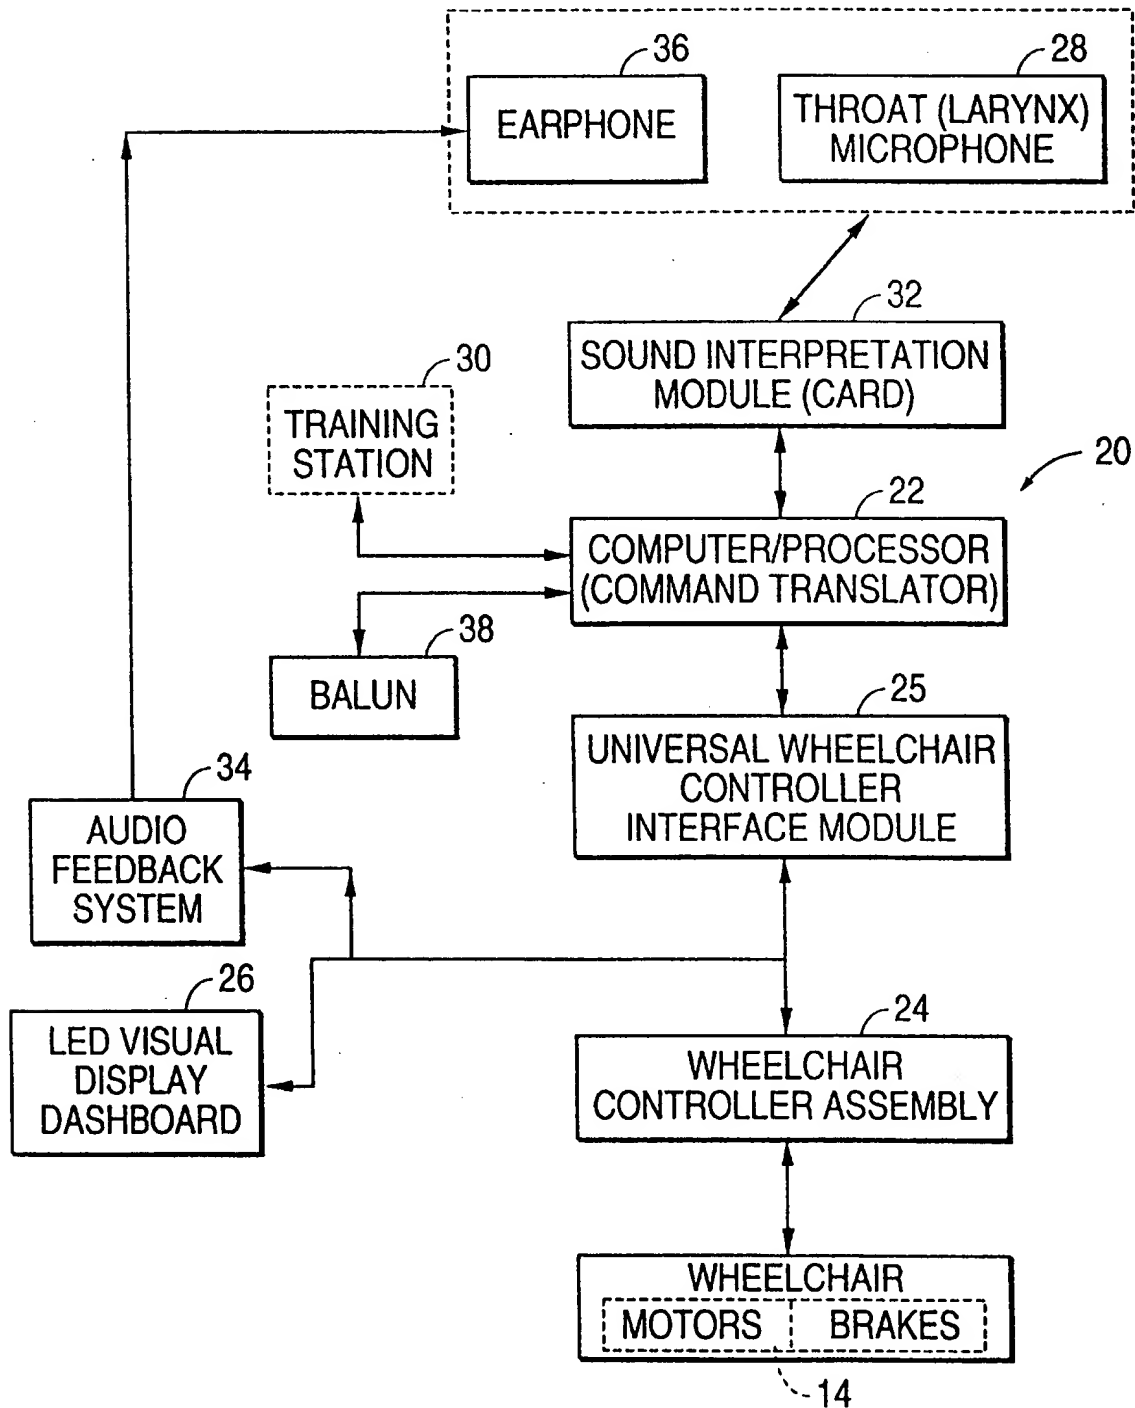 36
28
EARPHONE
THROAT (LARYNX)
MICROPHONE
32
SOUND INTERPRETATION
MODULE (CARD)
30
TRAINING
STATION
20
22
COMPUTER/PROCESSOR
(COMMAND TRANSLATOR)
38
BALUN
25
UNIVERSAL WHEELCHAIR
CONTROLLER
INTERFACE MODULE
34
AUDIO
FEEDBACK
SYSTEM
26
LED VISUAL
DISPLAY
DASHBOARD
24
WHEELCHAIR
CONTROLLER ASSEMBLY
WHEELCHAIR
MOTORS BRAKES
14